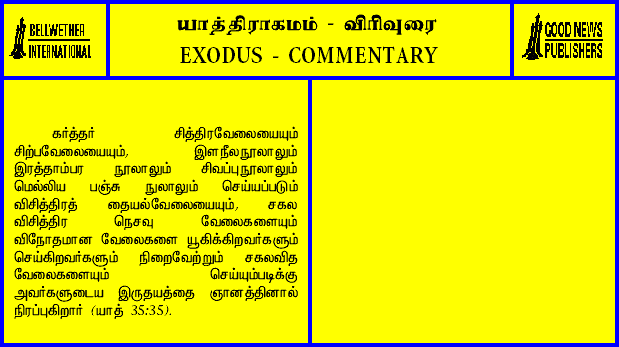 BELLWETHER
INTERNATIONAL
யாத்திராகமம் - விரிவுரை
EXODUS - COMMENTARY
GOOD NEWS
PUBLISHERS
கர்த்தர் சித்திரவேலையையும்
சிற்பவேலையையும், இளநீலநூலாலும்
இரத்தாம்பர நூலாலும் சிவப்புநூலாலும்
மெல்லிய பஞ்சு நுலாலும் செய்யப்படும்
விசித்திரத் தையல்வேலையையும், சகல
விசித்திர நெசவு வேலைகளையும்
விநோதமான வேலைகளை யூகிக்கிறவர்களும்
செய்கிறவர்களும் நிறைவேற்றும் சகலவித
வேலைகளையும் செய்யும்படிக்கு
அவர்களுடைய இருதயத்தை ஞானத்தினால்
நிரப்புகிறார் (யாத் 35:35).